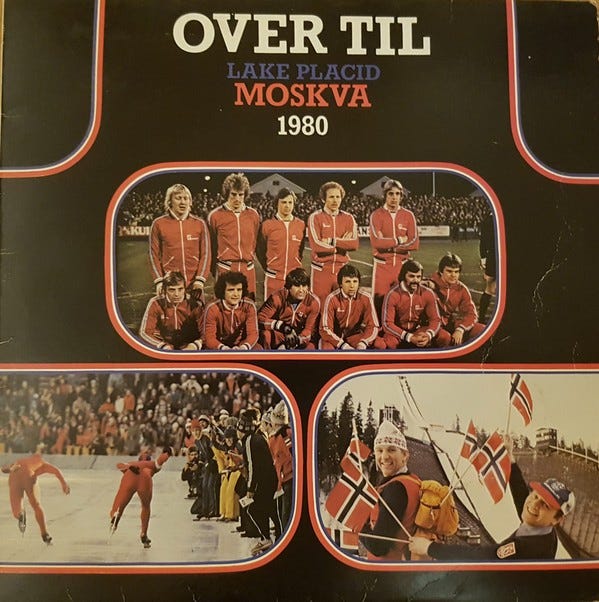 OVER TIL
LAKE PLACID
MOSKVA
1980